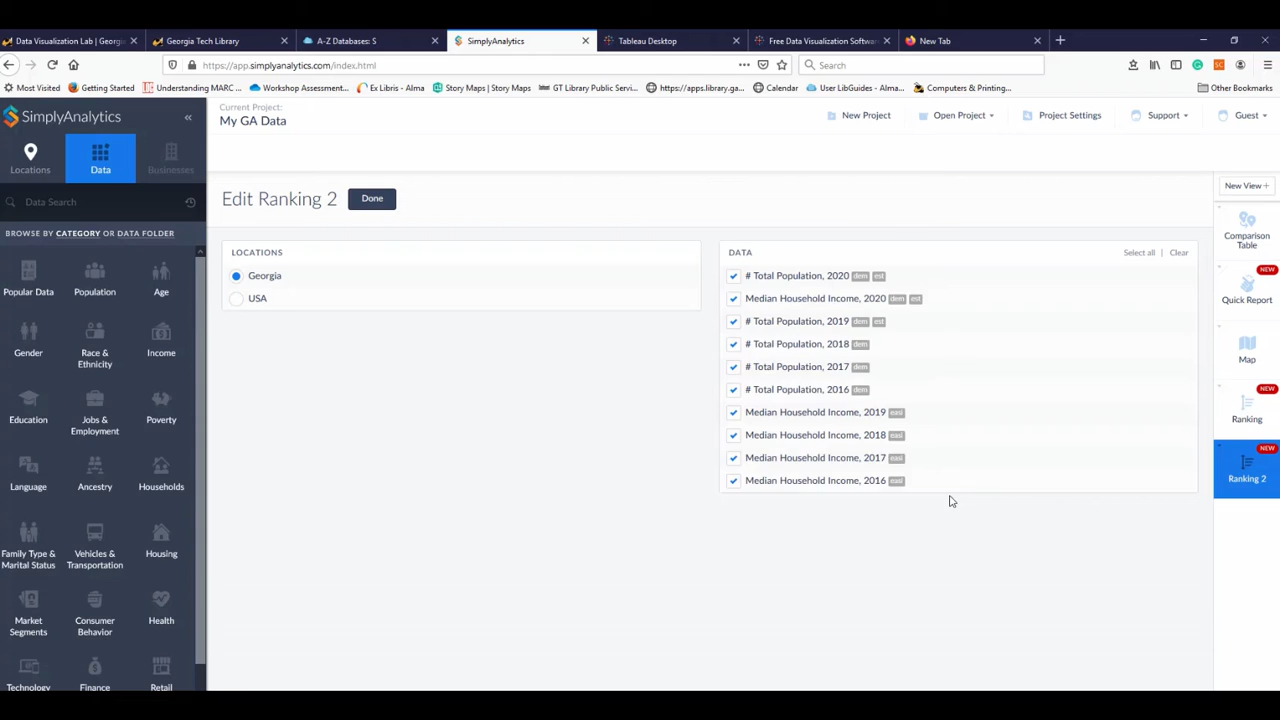 Data Visualization Lab | Georgi
Georgia Tech Library
A-Z Databases: S
SimplyAnalytics
Tableau Desktop
Free Data Visualization Softwar
New Tab
https://app.simplyanalytics.com/index.html
Search
Most Visited
Getting Started
Understanding MARC ...
Workshop Assessment...
Ex Libris - Alma
Story Maps | Story Maps
GT Library Public Servi...
https://apps.library.ga...
Calendar
User LibGuides - Alma...
Computers & Printing...
Other Bookmarks
SimplyAnalytics
«
Current Project:
My GA Data
New Project
Open Project
Project Settings
Support
Guest
Locations
Data
Businesses
Data Search
BROWSE BY CATEGORY OR DATA FOLDER
Popular Data
Population
Age
Gender
Race &
Ethnicity
Income
Education
Jobs &
Employment
Poverty
Language
Ancestry
Households
Family Type &
Marital Status
Vehicles &
Transportation
Housing
Market
Segments
Consumer
Behavior
Health
Technology
Finance
Retail
Edit Ranking 2
Done
LOCATIONS
Georgia
USA
DATA
Select all | Clear
# Total Population, 2020 dem est
Median Household Income, 2020 dem est
# Total Population, 2019 dem est
# Total Population, 2018 dem
# Total Population, 2017 dem
# Total Population, 2016 dem
Median Household Income, 2019 easi
Median Household Income, 2018 easi
Median Household Income, 2017 easi
Median Household Income, 2016 easi
New View +
Comparison
Table
NEW
Quick Report
Map
NEW
Ranking
NEW
Ranking 2